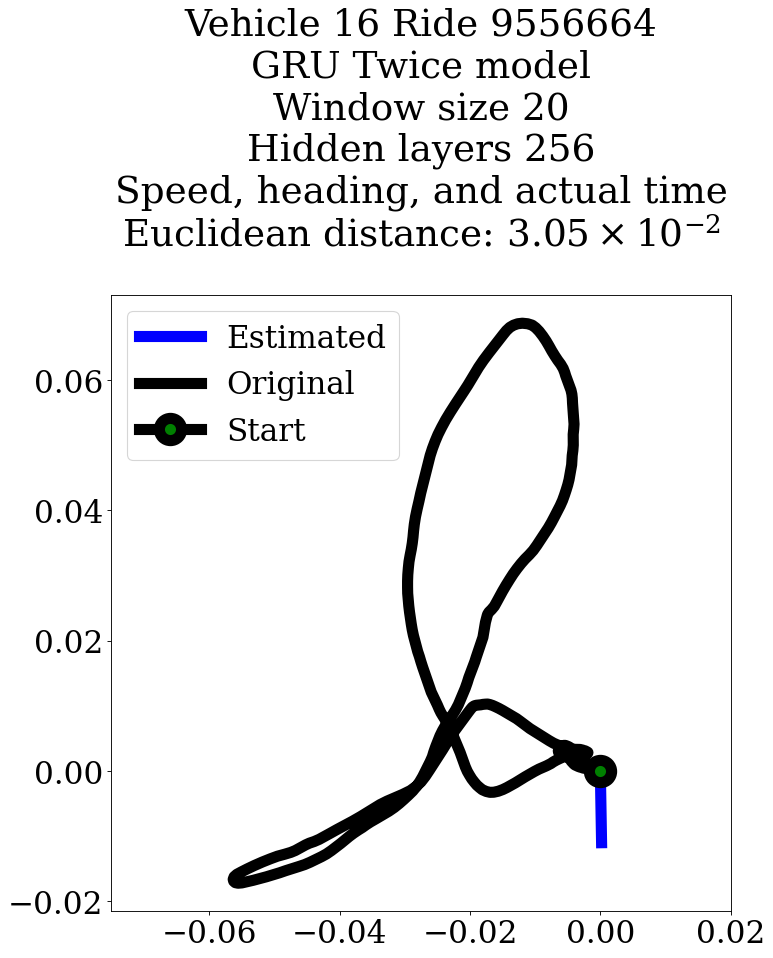 Vehicle 16 Ride 9556664
GRU Twice model
Window size 20
Hidden layers 256
Speed, heading, and actual time
Euclidean distance: 3.05 × 10⁻²
Estimated
Original
Start
0.06
0.04
0.02
0.00
−0.02
−0.06 −0.04 −0.02 0.00 0.02